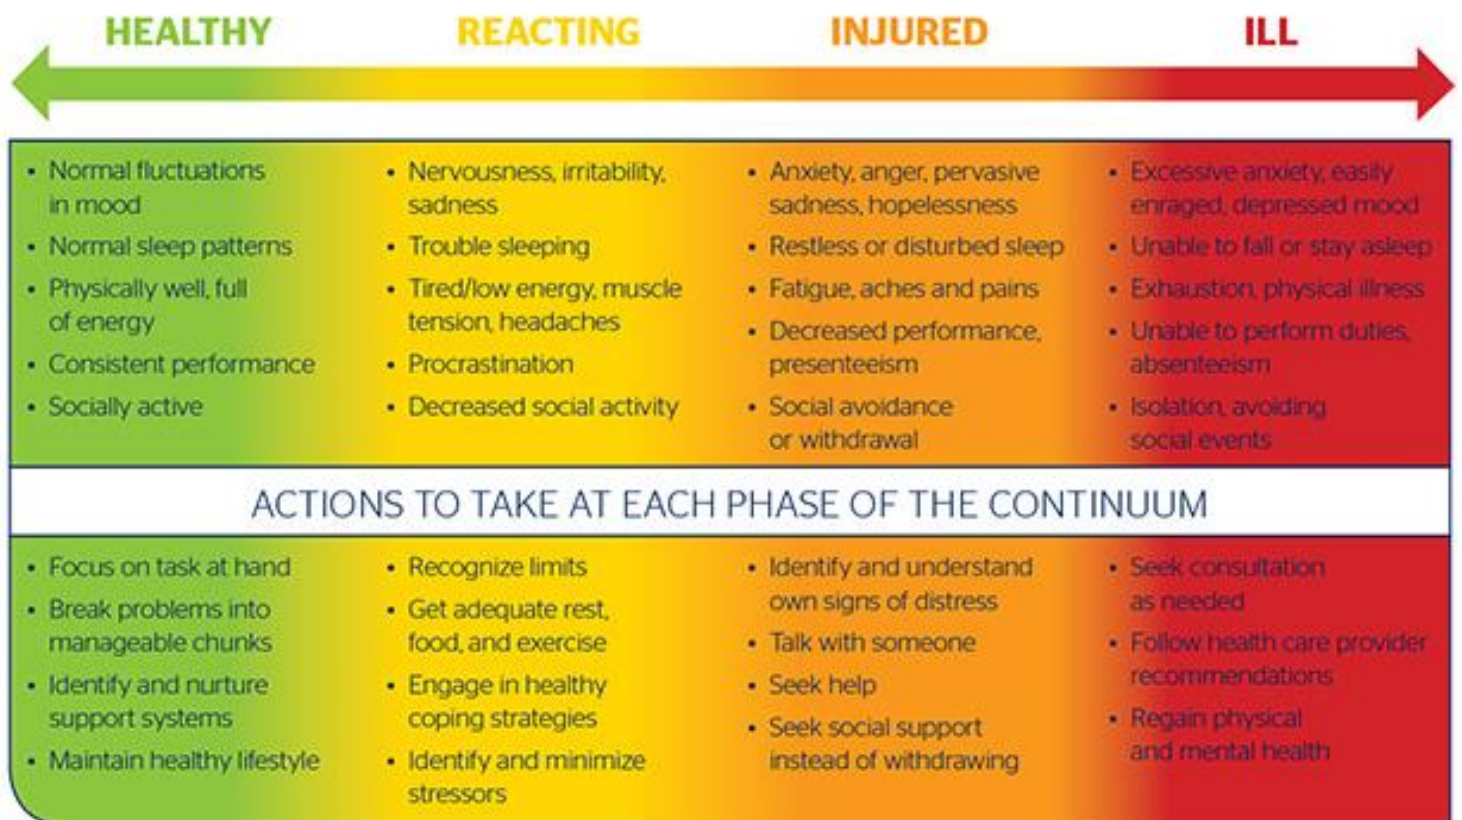 HEALTHY REACTING INJURED ILL
• Normal fluctuations
in mood
• Normal sleep patterns
• Physically well, full
of energy
• Consistent performance
• Socially active
• Nervousness, irritability,
sadness
• Trouble sleeping
• Tired/low energy, muscle
tension, headaches
• Procrastination
• Decreased social activity
• Anxiety, anger, pervasive
sadness, hopelessness
• Restless or disturbed sleep
• Fatigue, aches and pains
• Decreased performance,
presenteeism
• Social avoidance
or withdrawal
• Excessive anxiety, easily
enraged, depressed mood
• Unable to fall or stay asleep
• Exhaustion, physical illness
• Unable to perform duties,
absenteeism
• Isolation, avoiding
social events
ACTIONS TO TAKE AT EACH PHASE OF THE CONTINUUM
• Focus on task at hand
• Break problems into
manageable chunks
• Identify and nurture
support systems
• Maintain healthy lifestyle
• Recognize limits
• Get adequate rest,
food, and exercise
• Engage in healthy
coping strategies
• Identify and minimize
stressors
• Identify and understand
own signs of distress
• Talk with someone
• Seek help
• Seek social support
instead of withdrawing
• Seek consultation
as needed
• Follow health care provider
recommendations
• Regain physical
and mental health